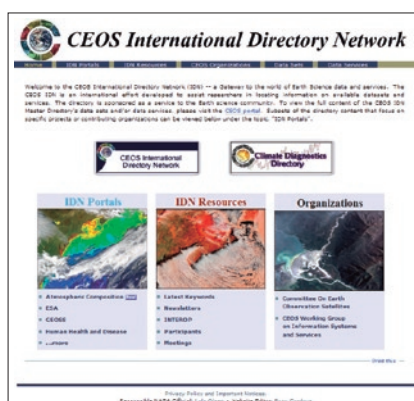 CEOS International Directory Network
Home IDN Portals IDN Resources CEOS Organizations Data Sets Data Services
Welcome to the CEOS International Directory Network (IDN) -- a Gateway to the world of Earth Science data and services. The
CEOS IDN is an international effort developed to assist researchers in locating information on available datasets and
services. The directory is sponsored as a service to the Earth science community. To view the full content of the CEOS IDN
Master Directory's data sets and/or data services, please visit the CEOS portal. Subsets of the directory content that focus on
specific projects or contributing organizations can be viewed below under the topic, "IDN Portals".
CEOS International
Directory Network
Climate Diagnostics
Directory
IDN Portals
Atmosphere Composition
ESA
GEOSS
Human Health and Disease
...more
IDN Resources
Latest Keywords
Newsletters
INTEROP
Participants
Meetings
Organizations
Committee On Earth
Observation Satellites
CEOS Working Group
on Information Systems
and Services
Privacy Policy and Important Notices